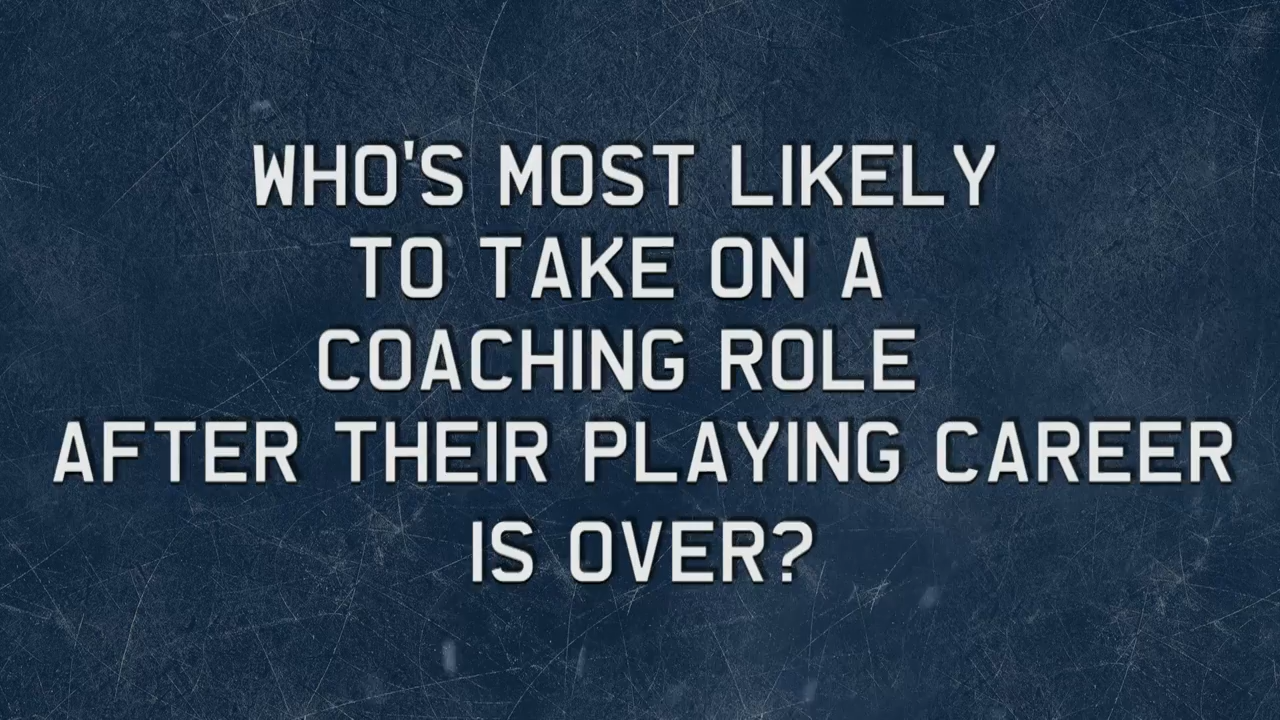 WHO'S MOST LIKELY
TO TAKE ON A
COACHING ROLE
AFTER THEIR PLAYING CAREER
IS OVER?